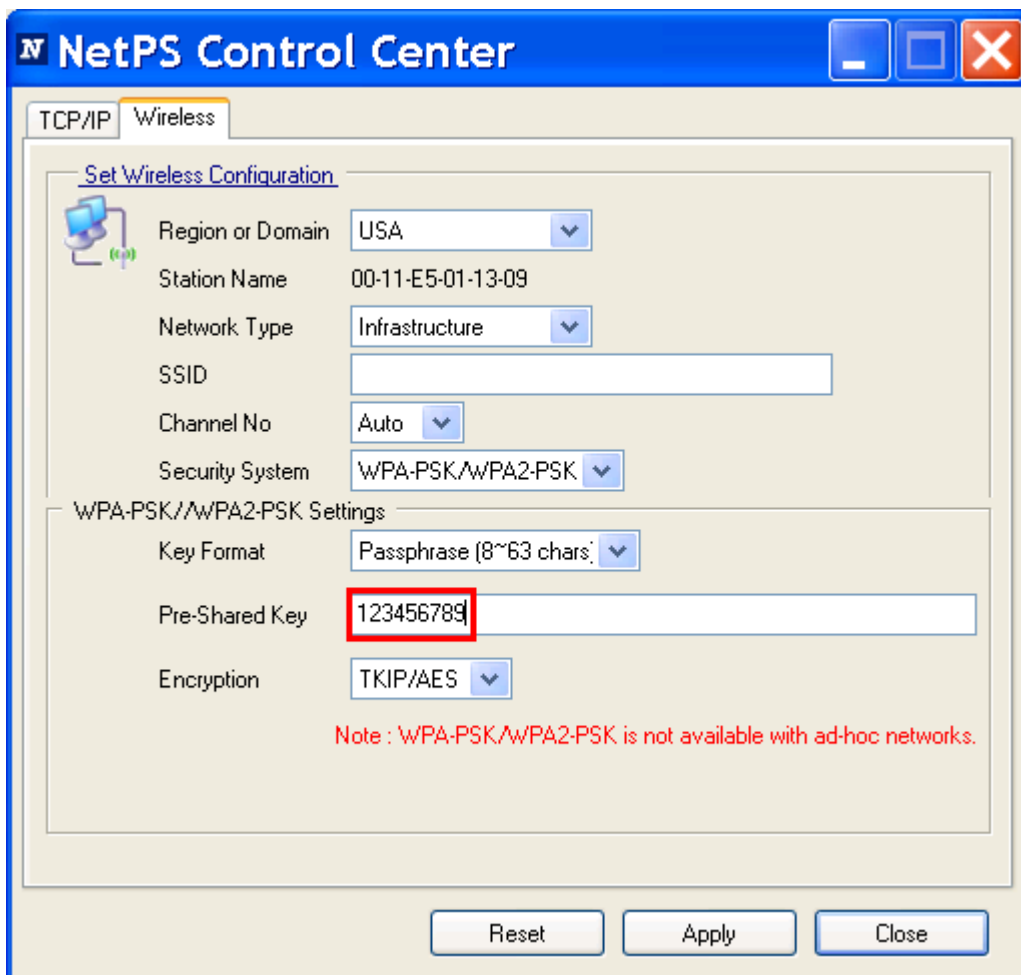 N NetPS Control Center
TCP/IP Wireless
Set Wireless Configuration
Region or Domain USA
Station Name 00-11-E5-01-13-09
Network Type Infrastructure
SSID
Channel No Auto
Security System WPA-PSK/WPA2-PSK
WPA-PSK//WPA2-PSK Settings
Key Format Passphrase (8~63 chars)
Pre-Shared Key 123456789
Encryption TKIP/AES
Note : WPA-PSK/WPA2-PSK is not available with ad-hoc networks.
Reset Apply Close